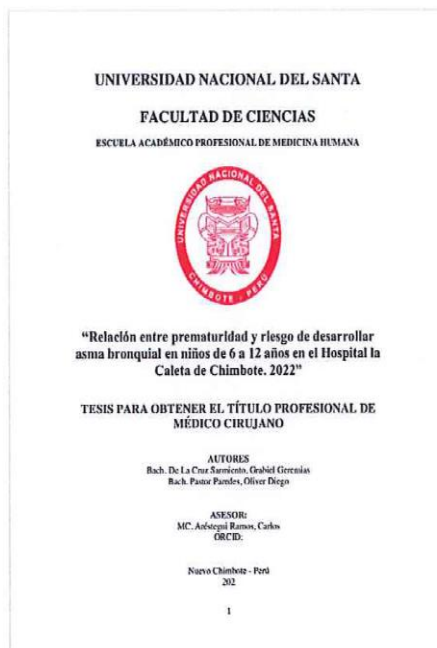 UNIVERSIDAD NACIONAL DEL SANTA
FACULTAD DE CIENCIAS
ESCUELA ACADÉMICO PROFESIONAL DE MEDICINA HUMANA
UNIVERSIDAD NACIONAL DEL SANTA
CHIMBOTE - PERÚ
“Relación entre prematuridad y riesgo de desarrollar
asma bronquial en niños de 6 a 12 años en el Hospital la
Caleta de Chimbote. 2022”
TESIS PARA OBTENER EL TÍTULO PROFESIONAL DE
MÉDICO CIRUJANO
AUTORES
Bach. De La Cruz Sarmiento, Grabiel Geremias
Bach. Pastor Paredes, Oliver Diego
ASESOR:
MC. Aréstegui Ramos, Carlos
ORCID:
Nuevo Chimbote - Perú
202
1